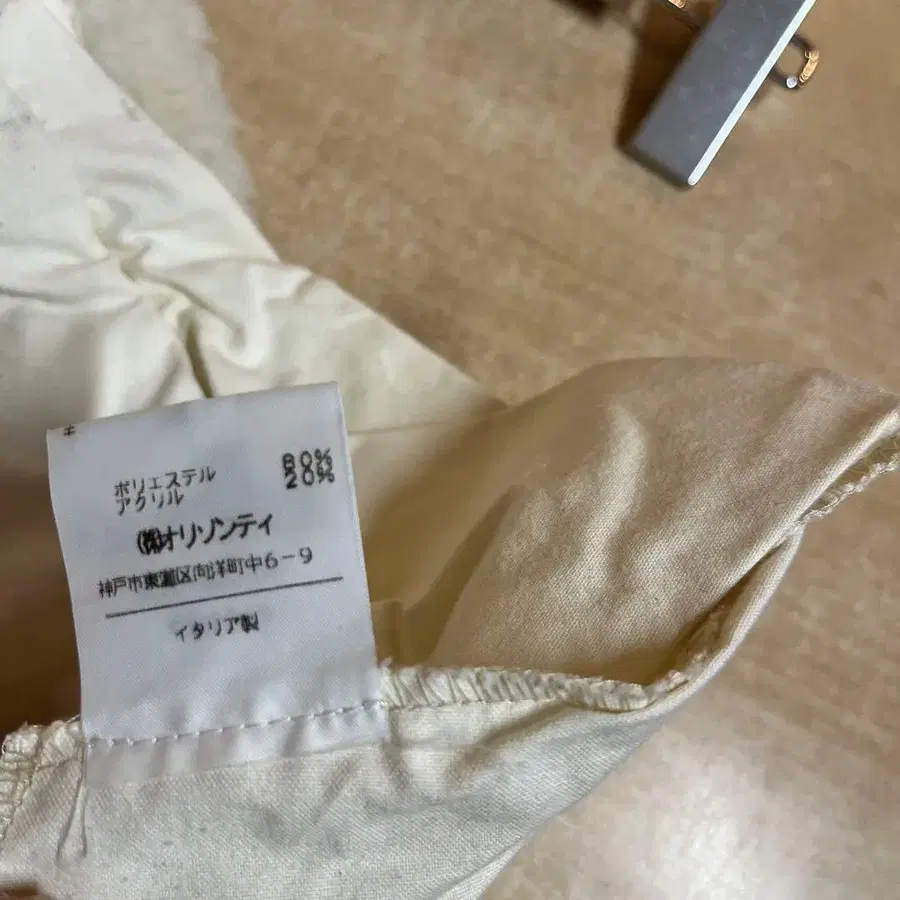 ポリエステル 80%
アクリル 20%
㈱オリゾンティ
神戸市東灘区向洋町中6-9
イタリア製